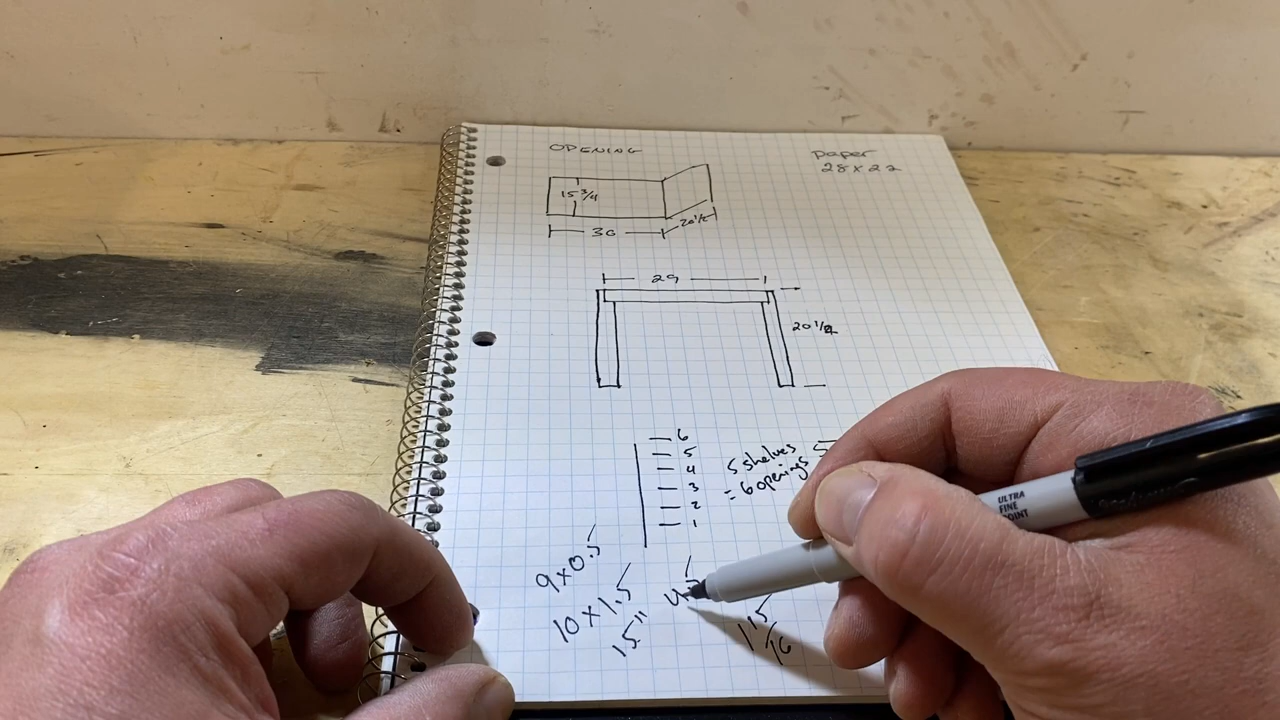 OPENING
paper
28 x 22
15 3/4
30
20 1/2
29
20 1/2
6
5
4
3
2
1
5 shelves
= 6 openings
9 x 0.5
10 x 1.5
15"
15/16
ULTRA
FINE
POINT